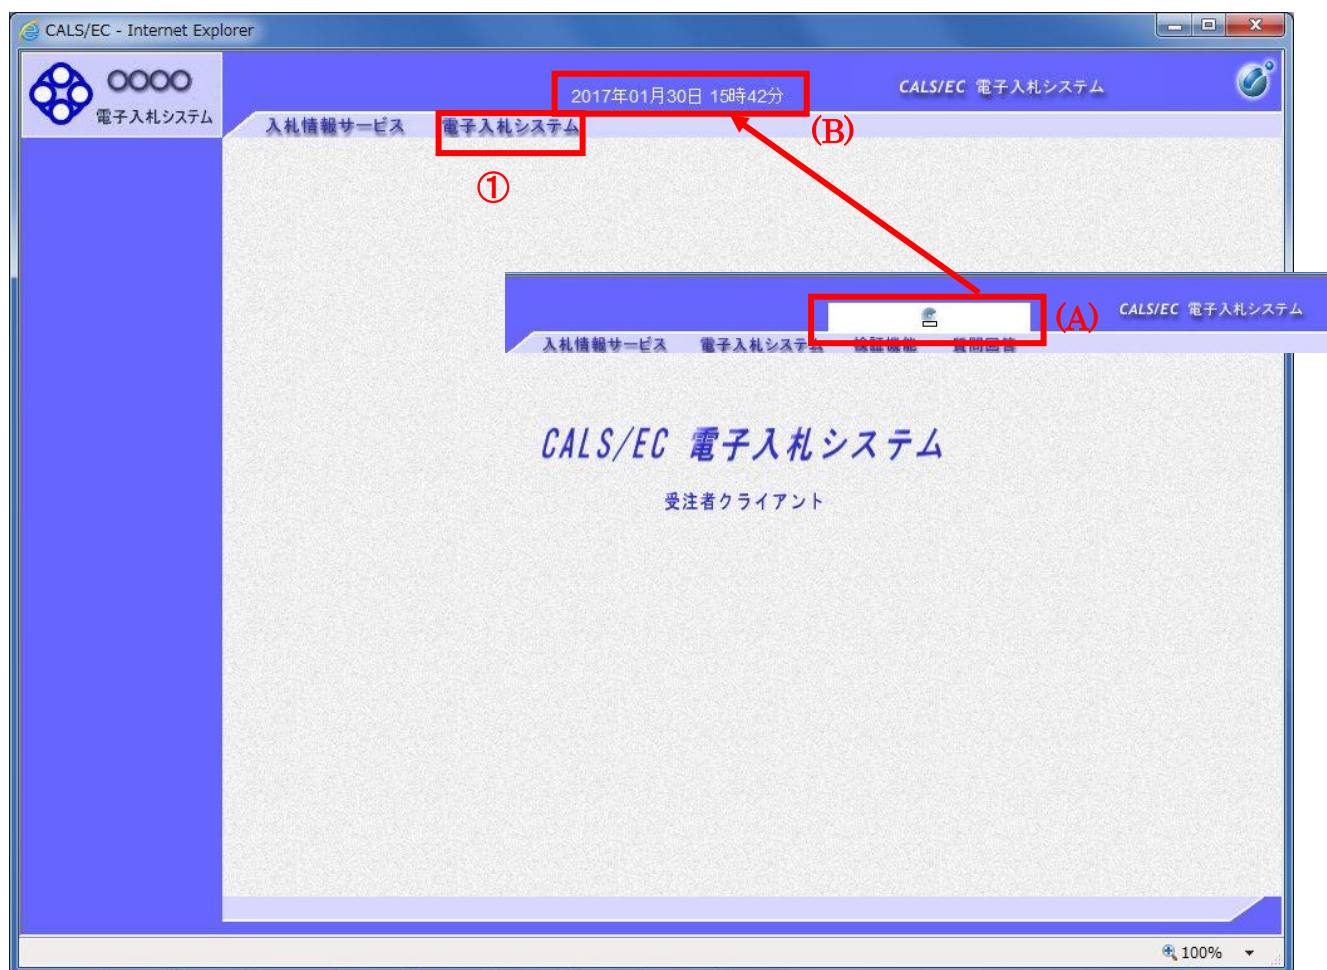 CALS/EC - Internet Explorer
○○○○
電子入札システム
2017年01月30日 15時42分
CALS/EC 電子入札システム
入札情報サービス 電子入札システム
(B)
①
(A)
CALS/EC 電子入札システム
入札情報サービス 電子入札システム 検証機能 質問回答
CALS/EC 電子入札システム
受注者クライアント
100%